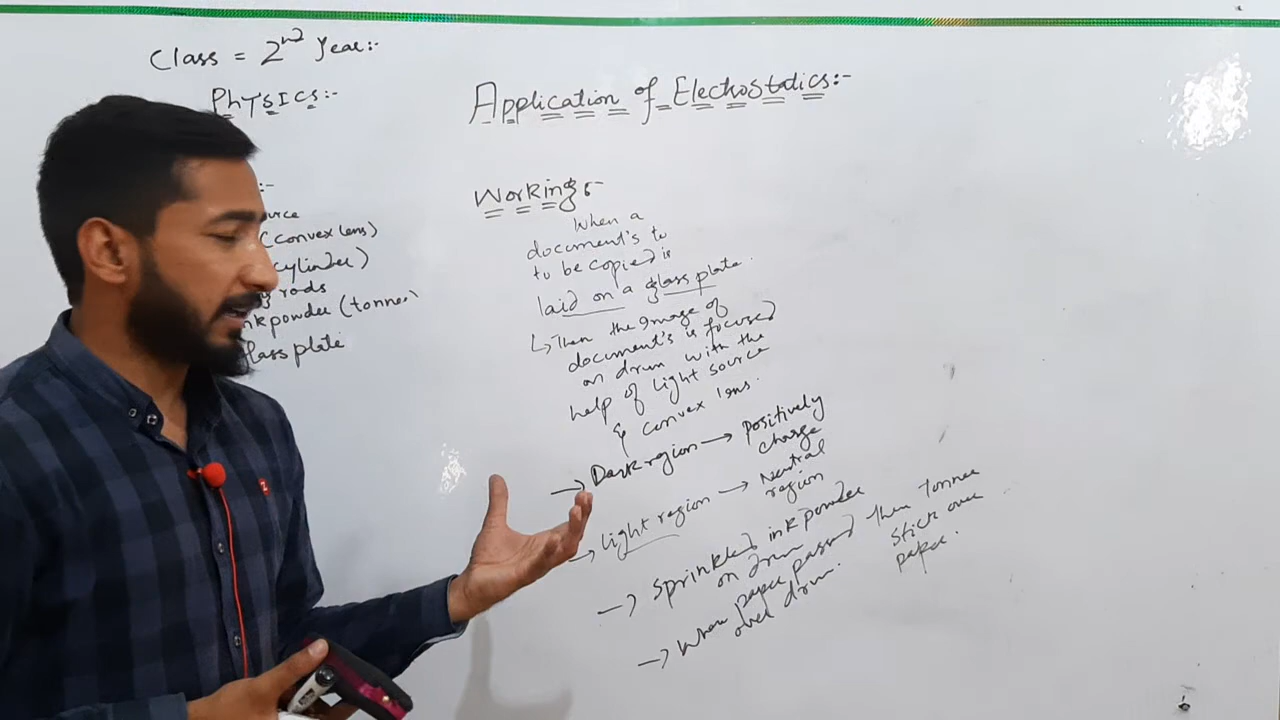 Class = 2nd Year:-
Physics:-
Application of Electrostatics:-
:-
urce
(convex lens)
cylinder)
rods
nk powder (tonner
lass plate
Working:-
When a
document's to
to be copied is
laid on a glass plate.
↳ Then the Image of
document's is focused
on drum with the
help of light source
& convex lens.
→ Dark region → Positively
charge
→ light region → Neutral
region
→ Sprinkled ink powder
on drum
→ When paper passed
over drum.
Then Tonner
stick over
paper.